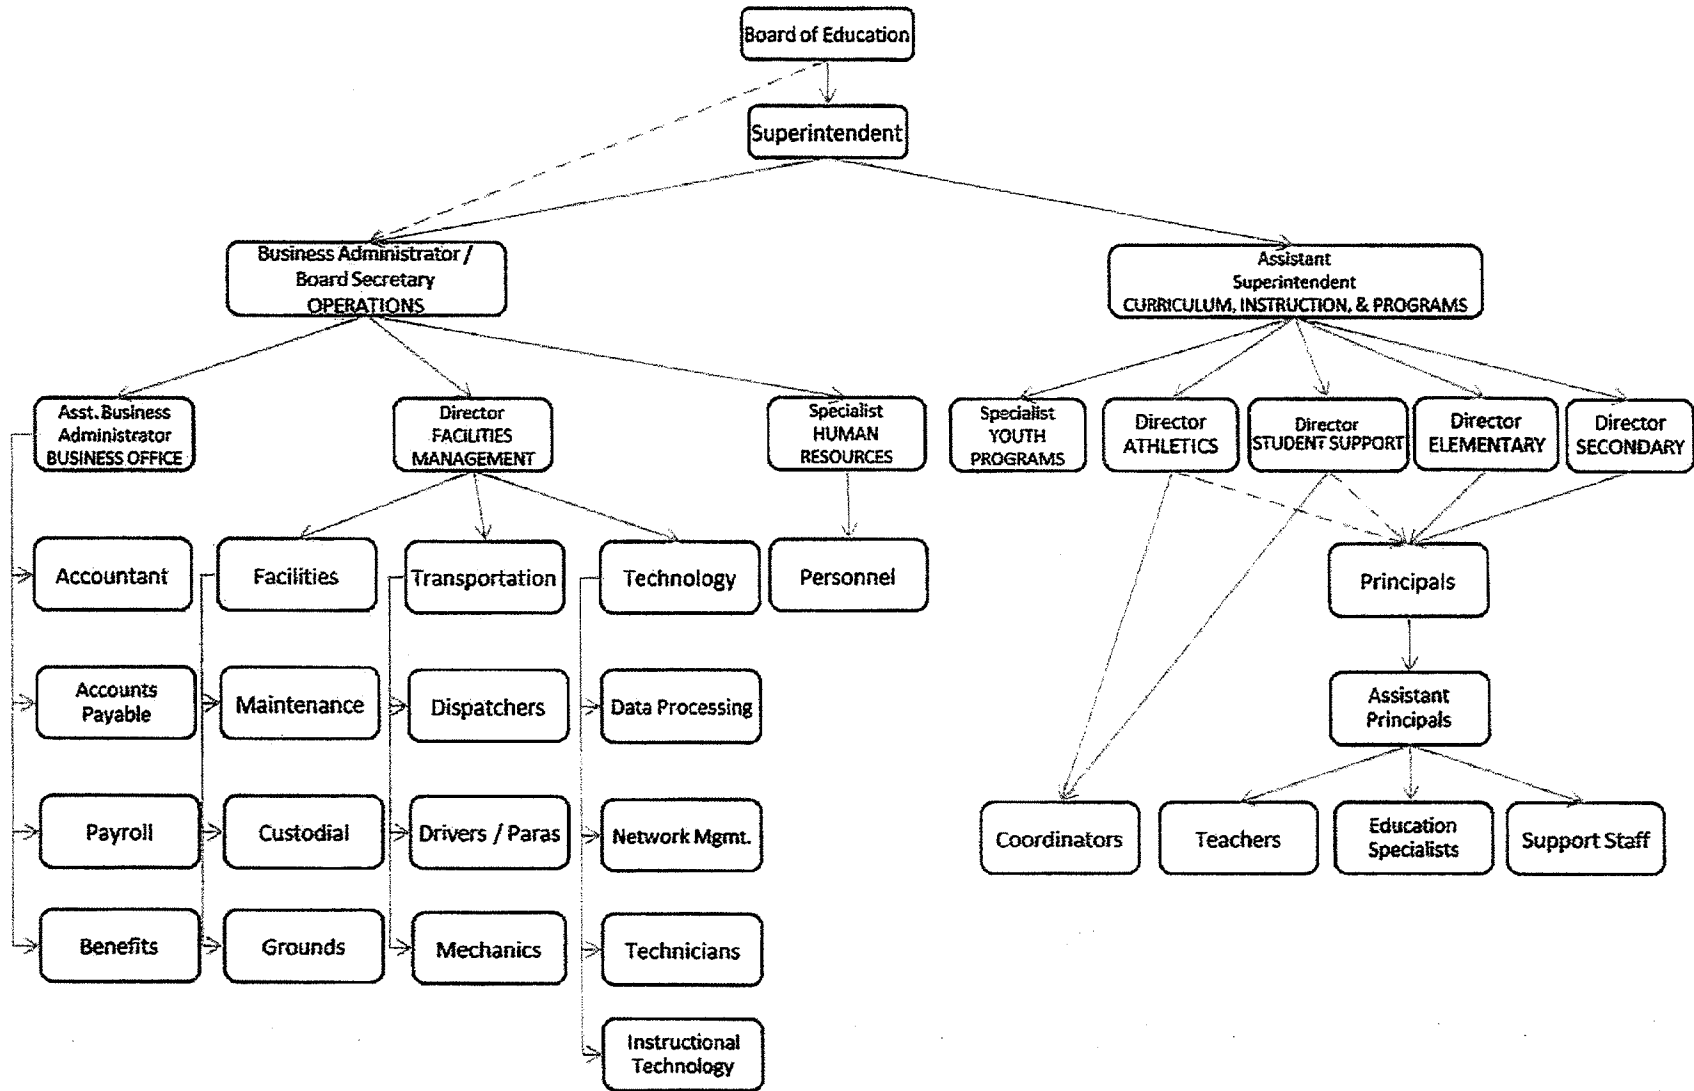 Board of Education
Superintendent
Business Administrator /
Board Secretary
OPERATIONS
Assistant
Superintendent
CURRICULUM, INSTRUCTION, & PROGRAMS
Asst. Business
Administrator
BUSINESS OFFICE
Director
FACILITIES
MANAGEMENT
Specialist
HUMAN
RESOURCES
Specialist
YOUTH
PROGRAMS
Director
ATHLETICS
Director
STUDENT SUPPORT
Director
ELEMENTARY
Director
SECONDARY
Accountant
Facilities
Transportation
Technology
Personnel
Principals
Accounts
Payable
Maintenance
Dispatchers
Data Processing
Assistant
Principals
Payroll
Custodial
Drivers / Paras
Network Mgmt.
Coordinators
Teachers
Education
Specialists
Support Staff
Benefits
Grounds
Mechanics
Technicians
Instructional
Technology